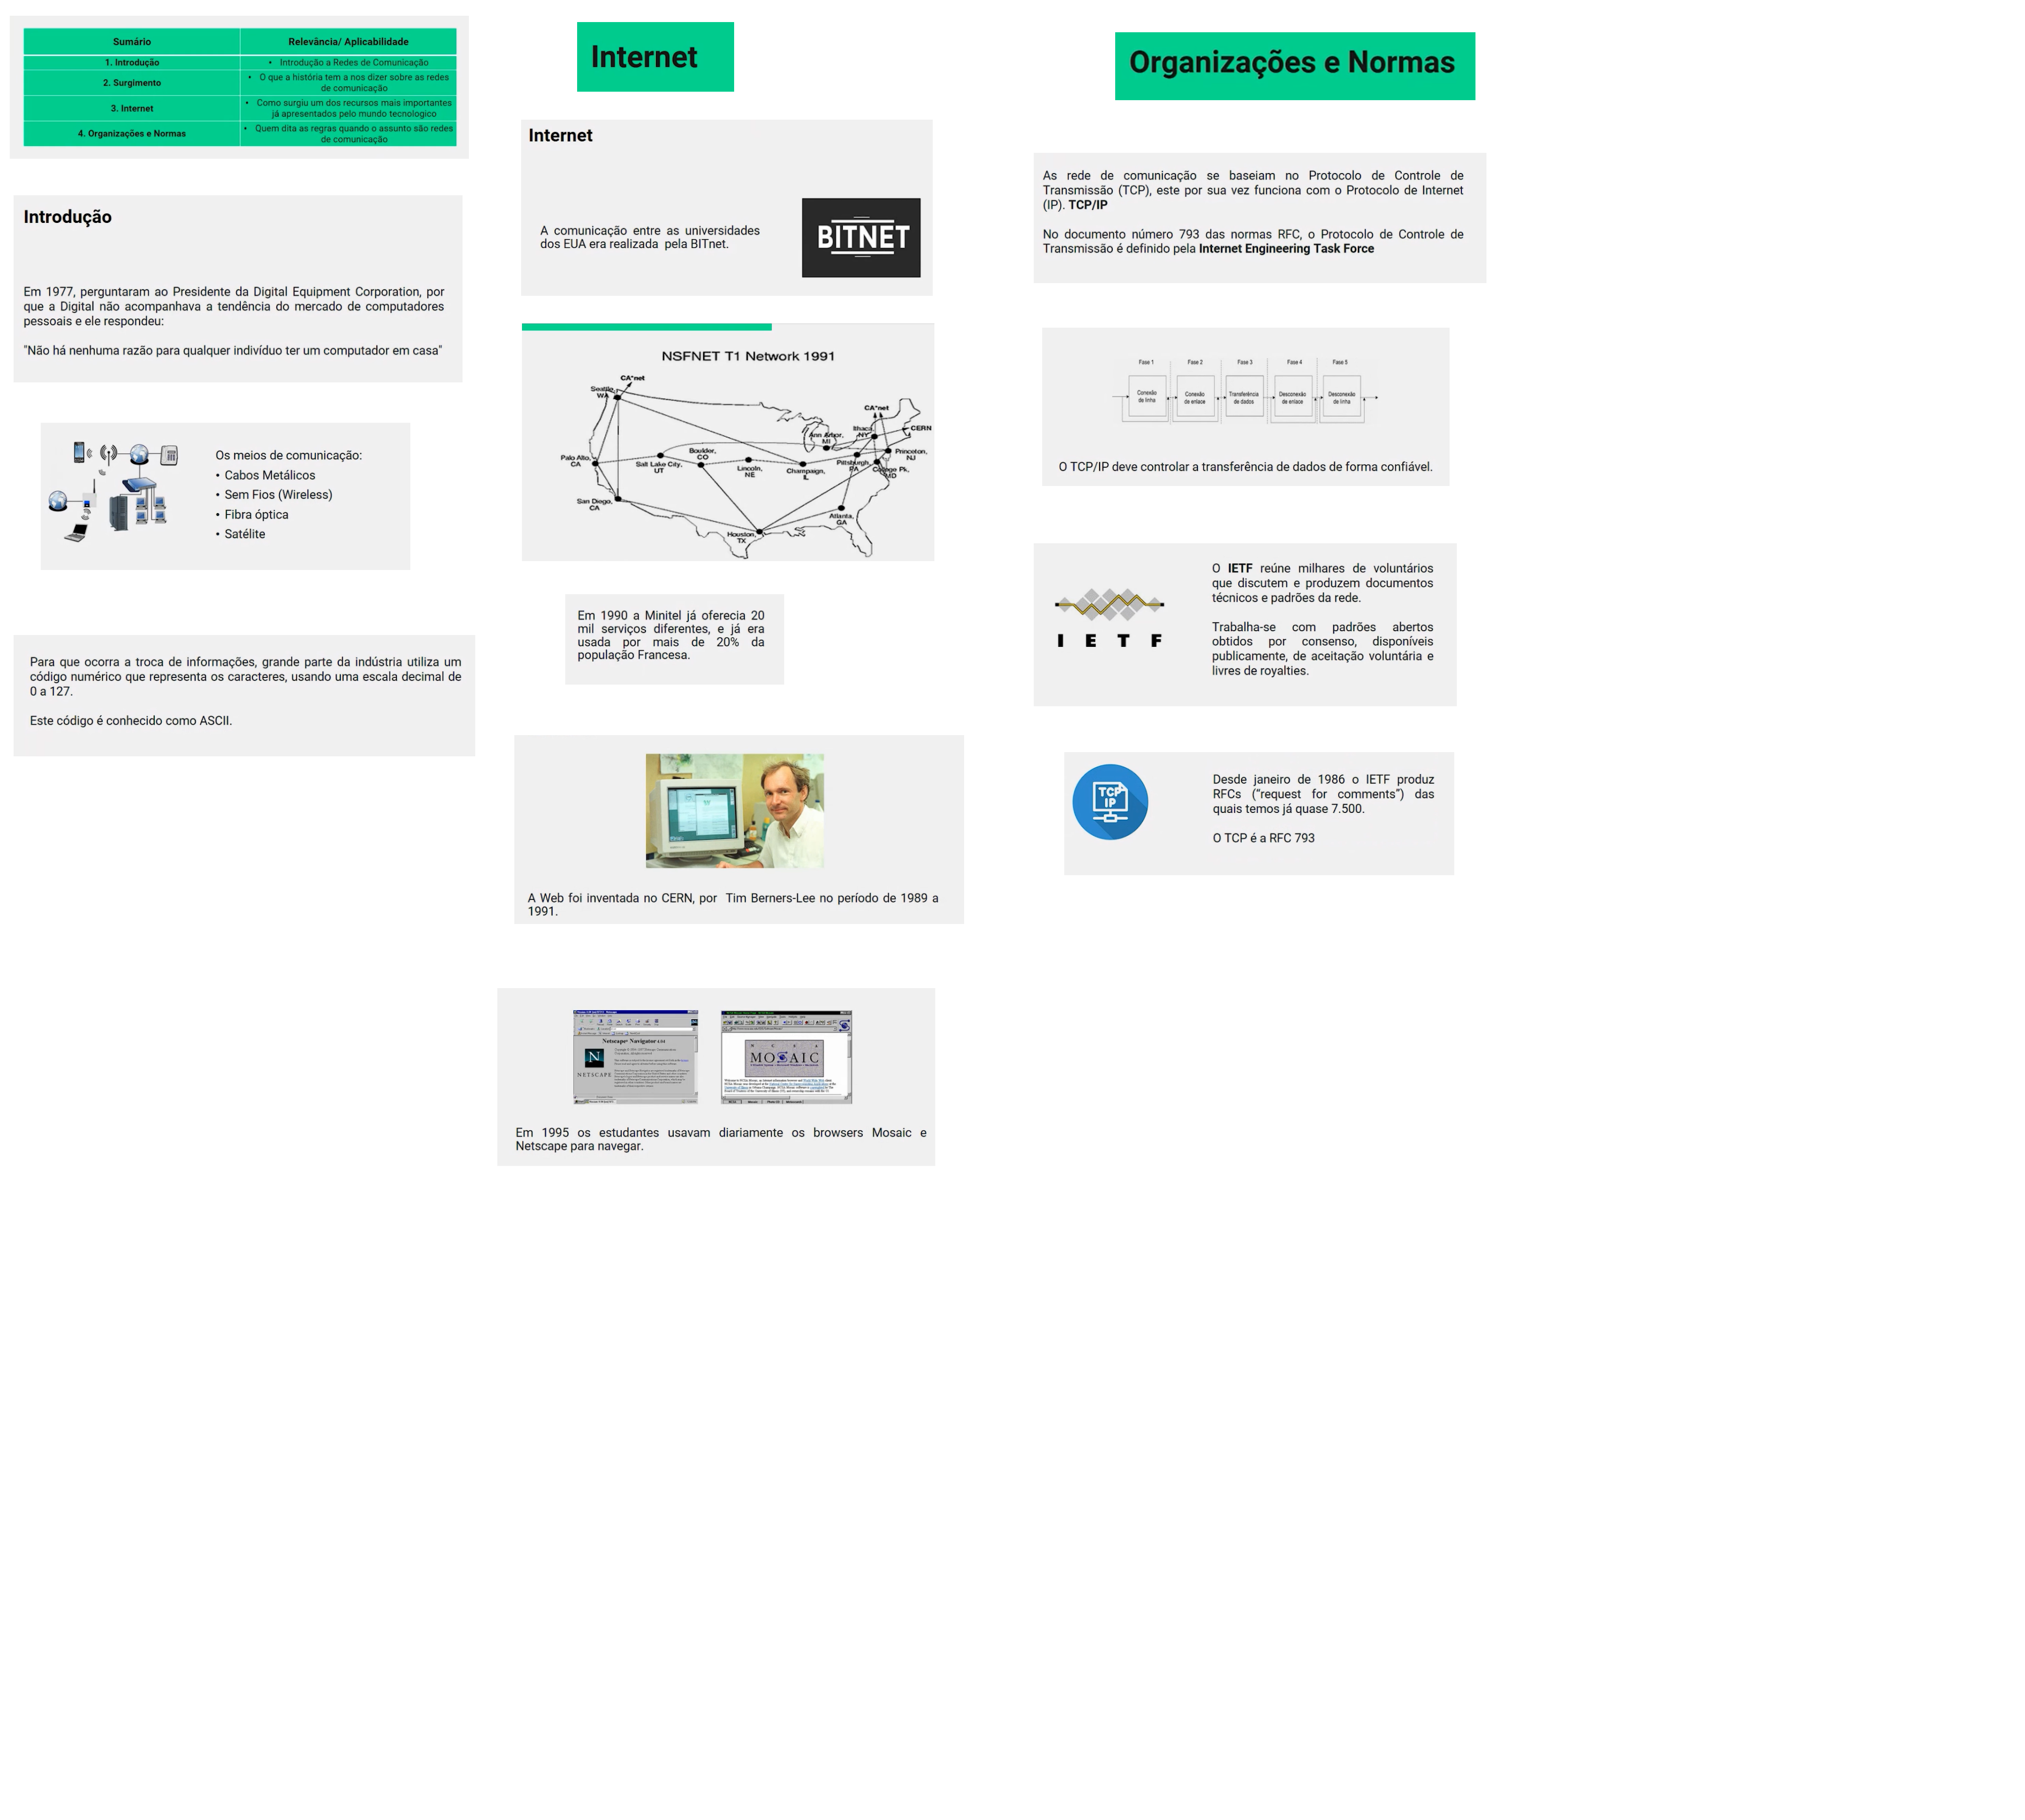 Sumário
Relevância/ Aplicabilidade
1. Introdução
• Introdução a Redes de Comunicação
2. Surgimento
• O que a história tem a nos dizer sobre as redes
de comunicação
3. Internet
• Como surgiu um dos recursos mais importantes
já apresentados pelo mundo tecnologico
4. Organizações e Normas
• Quem dita as regras quando o assunto são redes
de comunicação
Introdução
Em 1977, perguntaram ao Presidente da Digital Equipment Corporation, por
que a Digital não acompanhava a tendência do mercado de computadores
pessoais e ele respondeu:
"Não há nenhuma razão para qualquer indivíduo ter um computador em casa"
Os meios de comunicação:
• Cabos Metálicos
• Sem Fios (Wireless)
• Fibra óptica
• Satélite
Para que ocorra a troca de informações, grande parte da indústria utiliza um
código numérico que representa os caracteres, usando uma escala decimal de
0 a 127.
Este código é conhecido como ASCII.
Internet
Internet
A comunicação entre as universidades
dos EUA era realizada pela BITnet.
BITNET
NSFNET T1 Network 1991
CA*net
Seattle,
WA
CA*net
Ithaca,
NY
CERN
Ann Arbor,
MI
Princeton,
NJ
Palo Alto,
CA
Salt Lake City,
UT
Boulder,
CO
Lincoln,
NE
Champaign,
IL
Pittsburgh,
PA
College Pk,
MD
San Diego,
CA
Atlanta,
GA
Houston,
TX
Em 1990 a Minitel já oferecia 20
mil serviços diferentes, e já era
usada por mais de 20% da
população Francesa.
A Web foi inventada no CERN, por Tim Berners-Lee no período de 1989 a
1991.
Netscape Navigator
N
NETSCAPE
NCSA
MOSAIC
Em 1995 os estudantes usavam diariamente os browsers Mosaic e
Netscape para navegar.
Organizações e Normas
As rede de comunicação se baseiam no Protocolo de Controle de
Transmissão (TCP), este por sua vez funciona com o Protocolo de Internet
(IP). TCP/IP
No documento número 793 das normas RFC, o Protocolo de Controle de
Transmissão é definido pela Internet Engineering Task Force
Fase 1
Fase 2
Fase 3
Fase 4
Fase 5
Conexão
de linha
Conexão
de enlace
Transferência
de dados
Desconexão
de enlace
Desconexão
de linha
O TCP/IP deve controlar a transferência de dados de forma confiável.
I E T F
O IETF reúne milhares de voluntários
que discutem e produzem documentos
técnicos e padrões da rede.
Trabalha-se com padrões abertos
obtidos por consenso, disponíveis
publicamente, de aceitação voluntária e
livres de royalties.
TCP
IP
Desde janeiro de 1986 o IETF produz
RFCs (“request for comments”) das
quais temos já quase 7.500.
O TCP é a RFC 793